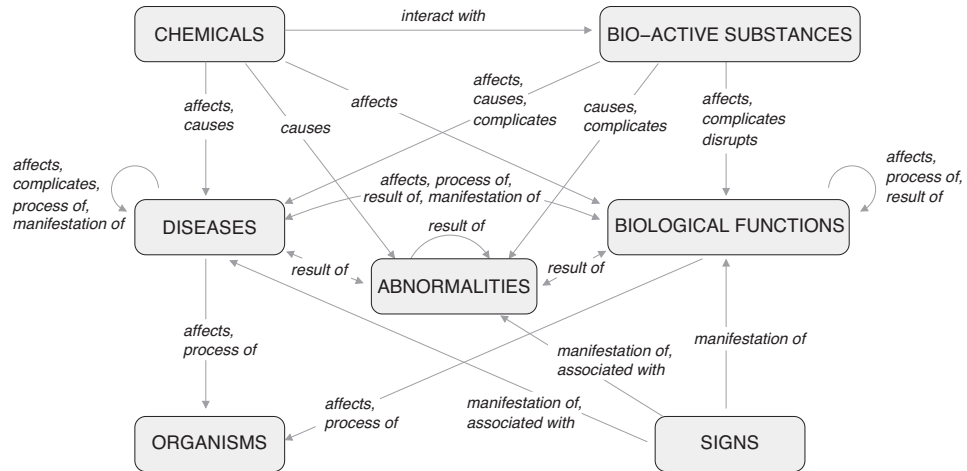 interact with
CHEMICALS
BIO–ACTIVE SUBSTANCES
affects,
causes
causes
affects
affects,
causes,
complicates
causes,
complicates
affects,
complicates
disrupts
affects,
complicates,
process of,
manifestation of
affects, process of,
result of, manifestation of
affects,
process of,
result of
DISEASES
result of
BIOLOGICAL FUNCTIONS
result of
ABNORMALITIES
result of
affects,
process of
manifestation of,
associated with
manifestation of
affects,
process of
manifestation of,
associated with
ORGANISMS
SIGNS